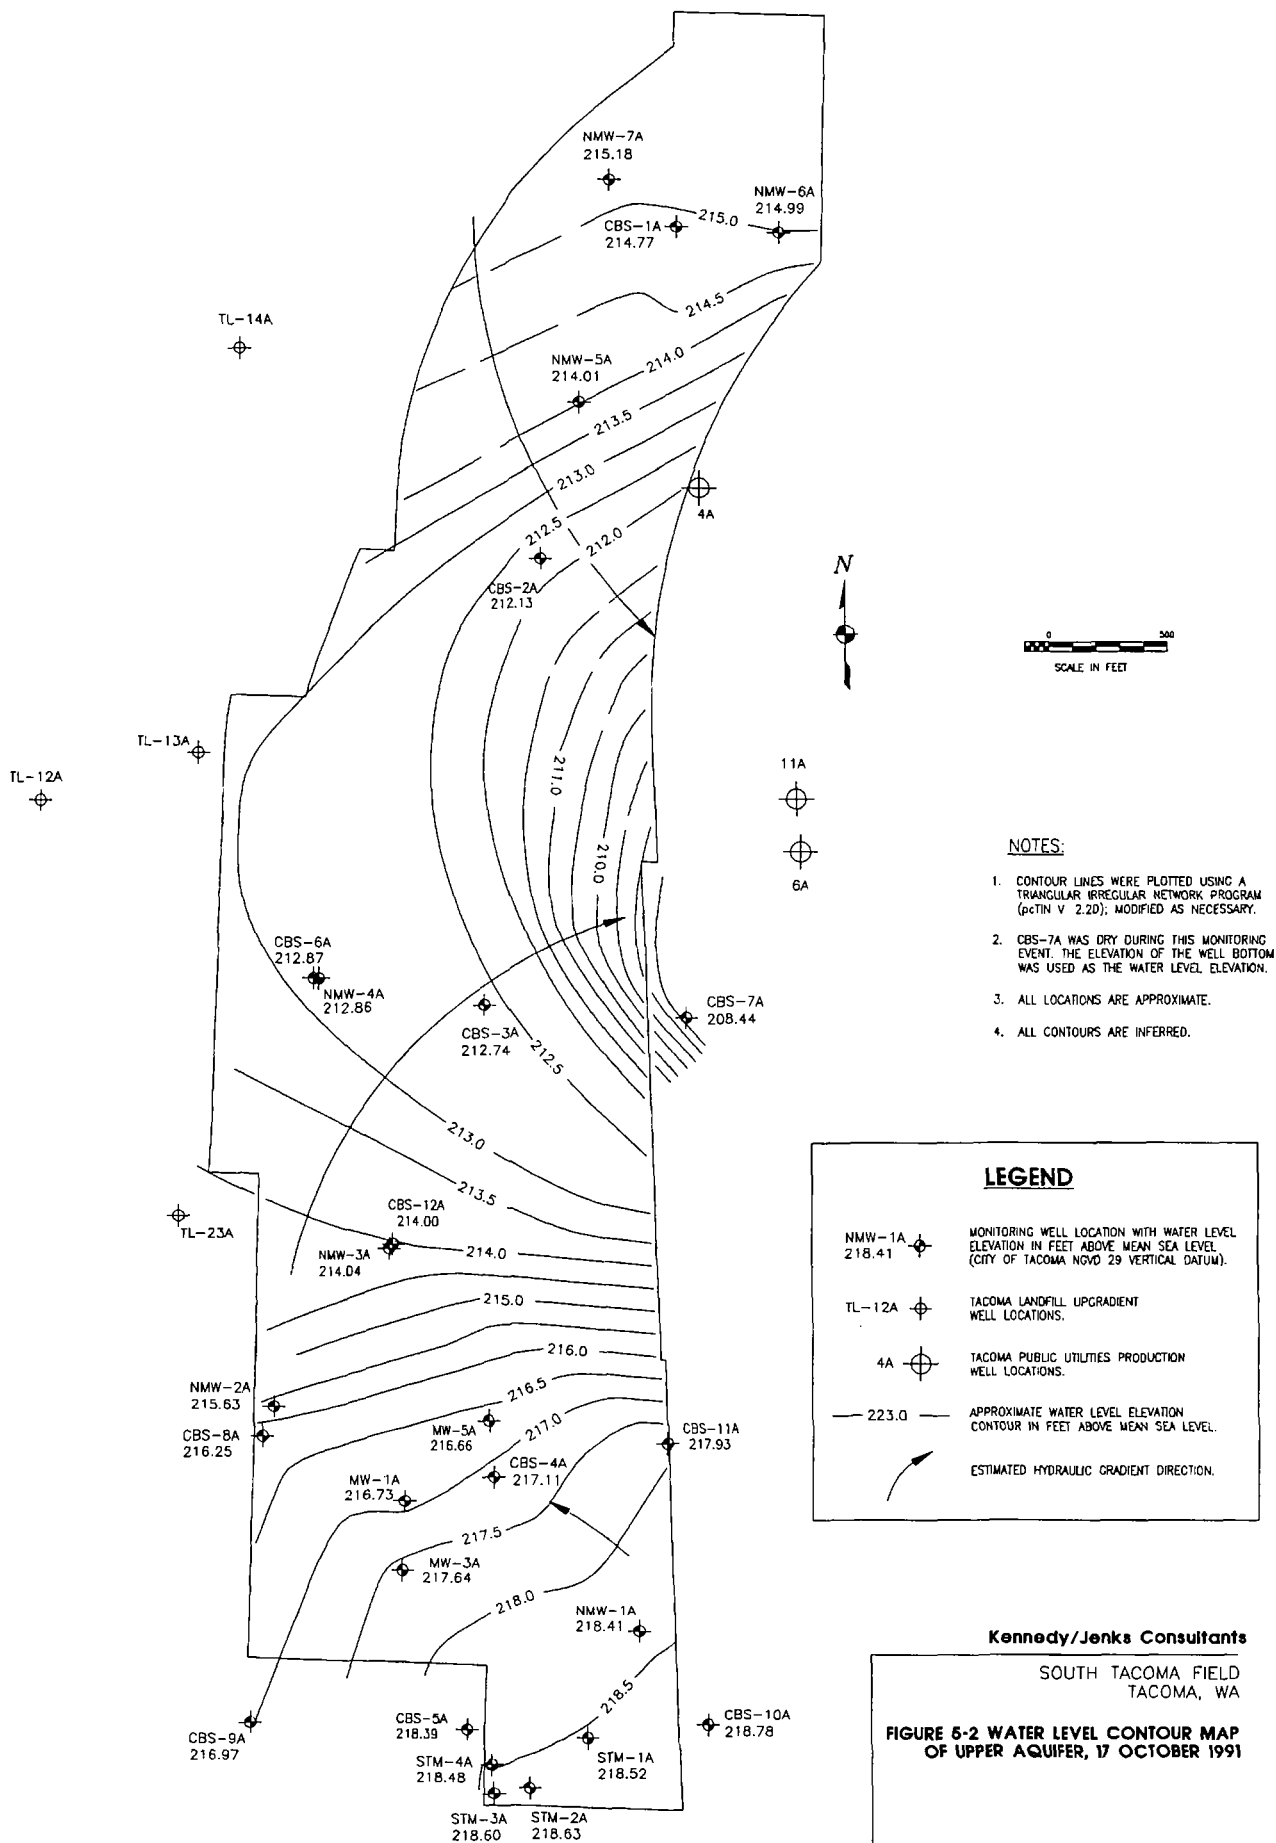 NMW-7A
215.18
NMW-6A
214.99
CBS-1A
214.77
215.0
214.5
TL-14A
NMW-5A
214.01
214.0
213.5
213.0
4A
212.5
212.0
CBS-2A
212.13
N
0 500
SCALE IN FEET
TL-13A
TL-12A
211.0
11A
210.0
6A
NOTES:
1. CONTOUR LINES WERE PLOTTED USING A
TRIANGULAR IRREGULAR NETWORK PROGRAM
(pcTIN V 2.20); MODIFIED AS NECESSARY.
2. CBS-7A WAS DRY DURING THIS MONITORING
EVENT. THE ELEVATION OF THE WELL BOTTOM
WAS USED AS THE WATER LEVEL ELEVATION.
3. ALL LOCATIONS ARE APPROXIMATE.
4. ALL CONTOURS ARE INFERRED.
CBS-6A
212.87
NMW-4A
212.86
CBS-3A
212.74
CBS-7A
208.44
212.5
213.0
213.5
CBS-12A
214.00
TL-23A
NMW-3A
214.04
214.0
215.0
216.0
NMW-2A
215.63
216.5
CBS-8A
216.25
MW-5A
216.66
217.0
CBS-11A
217.93
MW-1A
216.73
CBS-4A
217.11
217.5
MW-3A
217.64
218.0
NMW-1A
218.41
218.5
CBS-9A
216.97
CBS-5A
218.39
CBS-10A
218.78
STM-4A
218.48
STM-1A
218.52
STM-3A
218.60
STM-2A
218.63
LEGEND
NMW-1A
218.41
MONITORING WELL LOCATION WITH WATER LEVEL
ELEVATION IN FEET ABOVE MEAN SEA LEVEL
(CITY OF TACOMA NGVD 29 VERTICAL DATUM).
TL-12A
TACOMA LANDFILL UPGRADIENT
WELL LOCATIONS.
4A
TACOMA PUBLIC UTILITIES PRODUCTION
WELL LOCATIONS.
223.0
APPROXIMATE WATER LEVEL ELEVATION
CONTOUR IN FEET ABOVE MEAN SEA LEVEL.
ESTIMATED HYDRAULIC GRADIENT DIRECTION.
Kennedy/Jenks Consultants
SOUTH TACOMA FIELD
TACOMA, WA
FIGURE 5-2 WATER LEVEL CONTOUR MAP
OF UPPER AQUIFER, 17 OCTOBER 1991